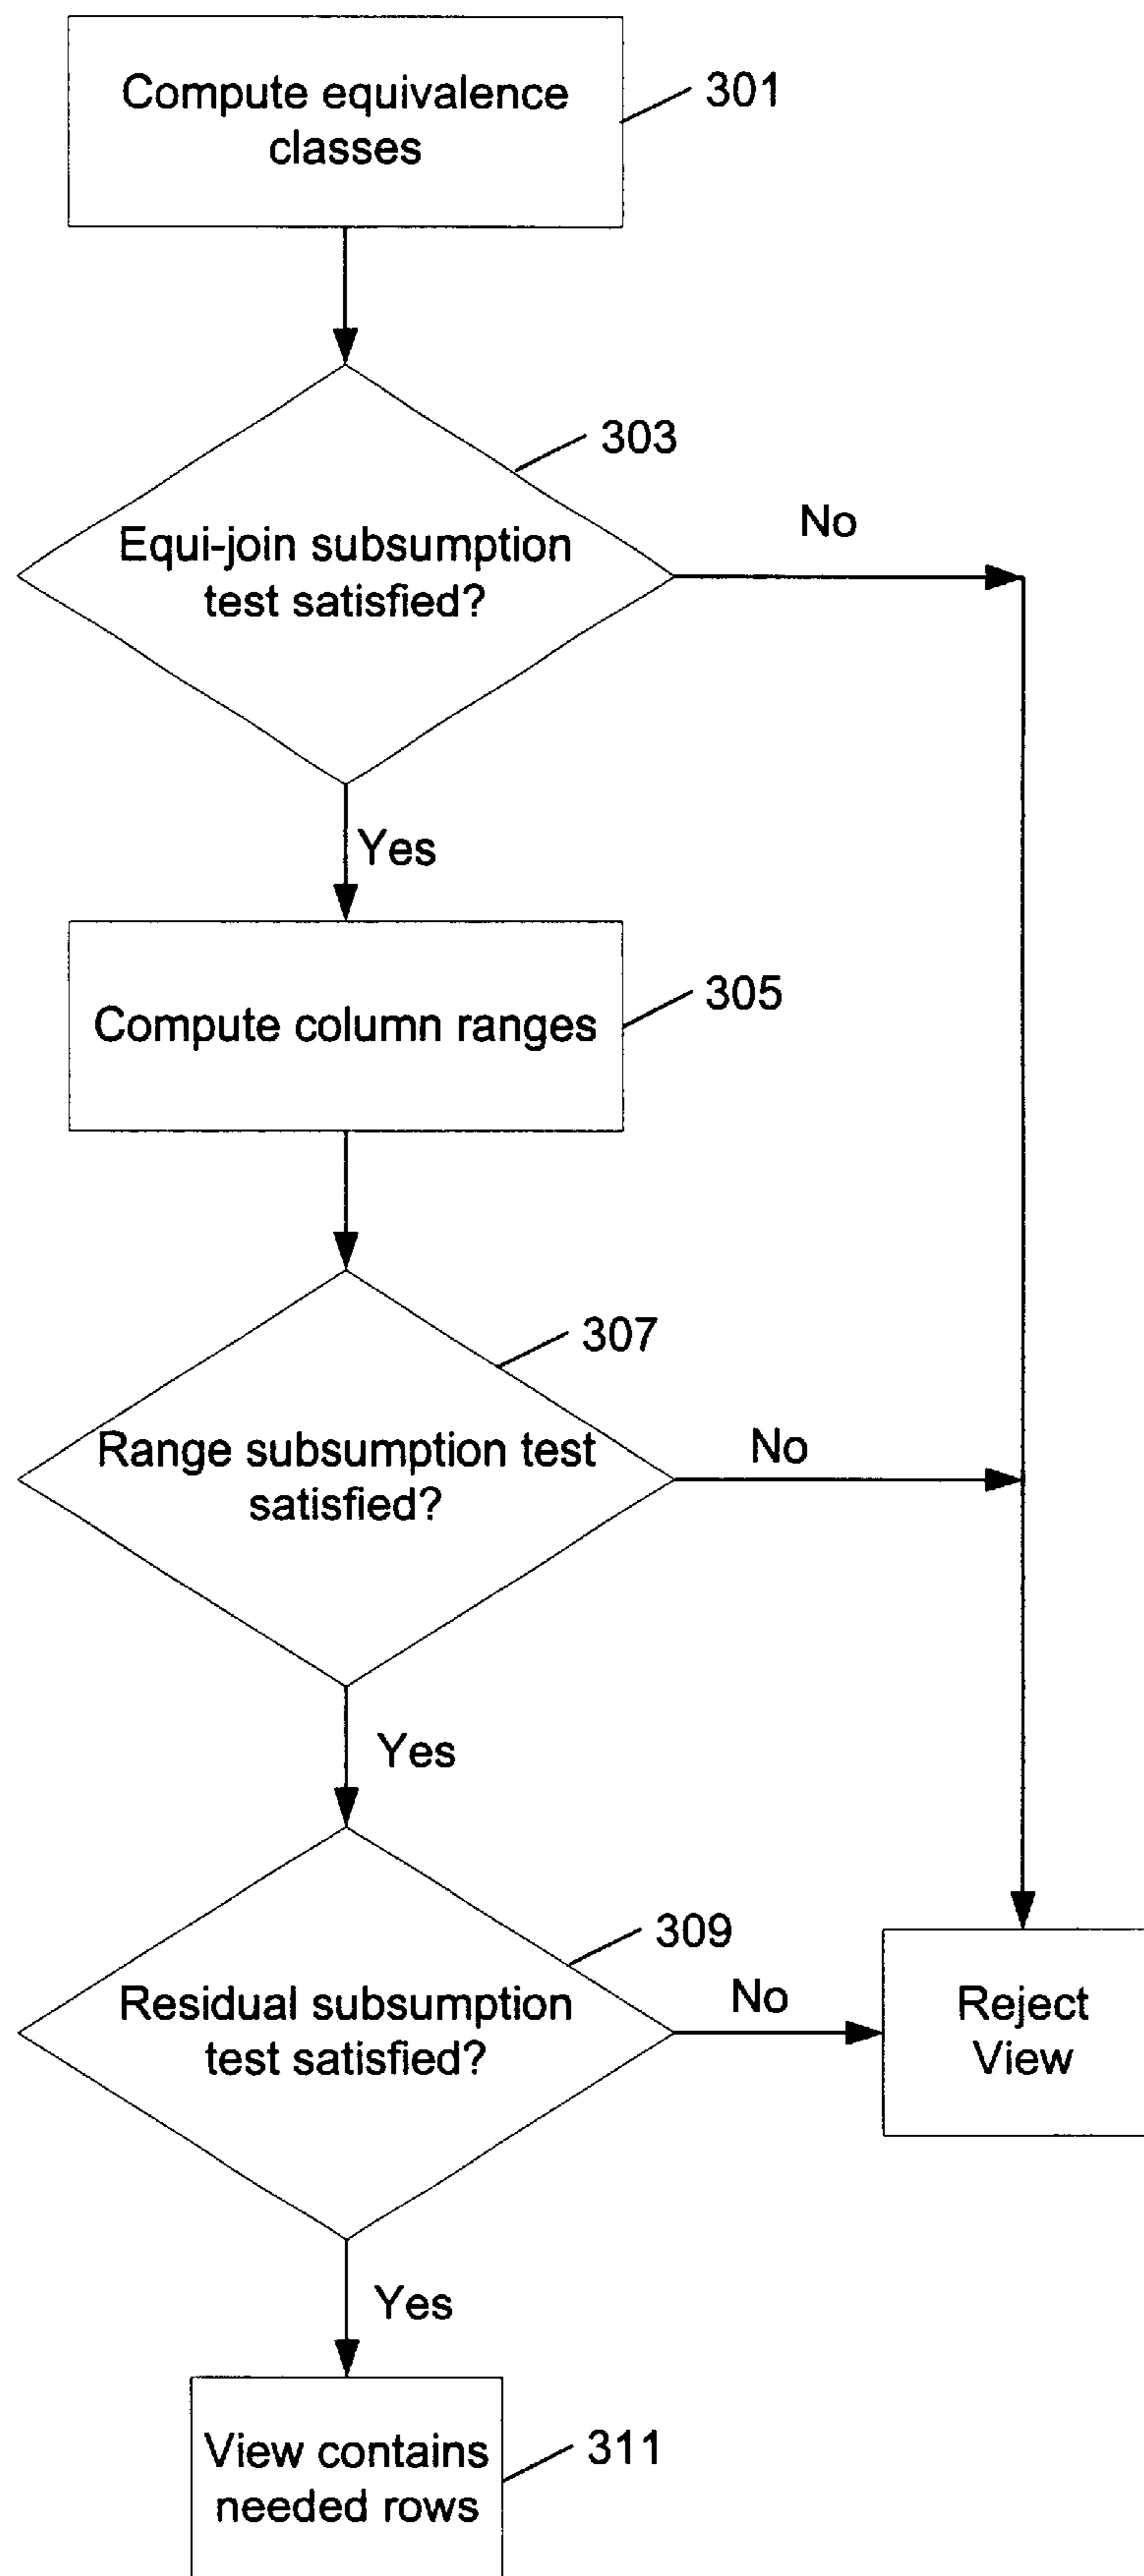 Compute equivalence
classes
301
303
Equi-join subsumption
test satisfied?
No
Yes
Compute column ranges
305
307
Range subsumption test
satisfied?
No
Yes
309
Residual subsumption
test satisfied?
No
Reject
View
Yes
View contains
needed rows
311